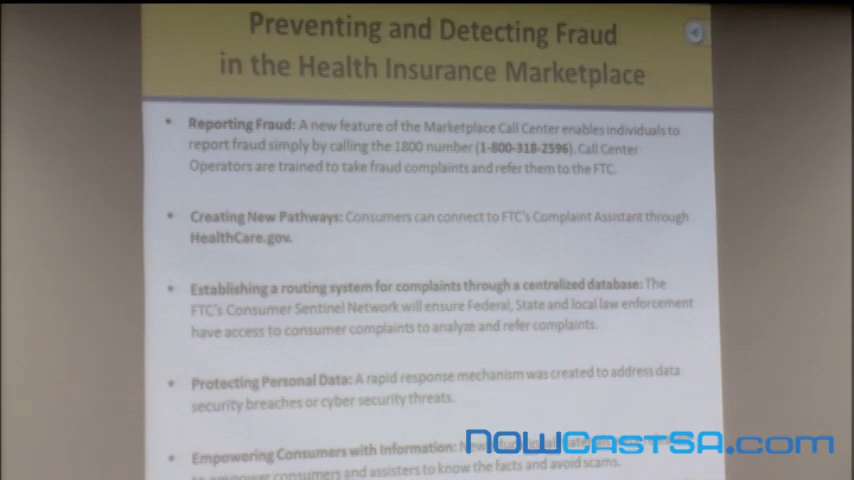 Preventing and Detecting Fraud
in the Health Insurance Marketplace
• Reporting Fraud: A new feature of the Marketplace Call Center enables individuals to
report fraud simply by calling the 1800 number (1-800-318-2596). Call Center
Operators are trained to take fraud complaints and refer them to the FTC.
• Creating New Pathways: Consumers can connect to FTC's Complaint Assistant through
HealthCare.gov.
• Establishing a routing system for complaints through a centralized database: The
FTC's Consumer Sentinel Network will ensure Federal, State and local law enforcement
have access to consumer complaints to analyze and refer complaints.
• Protecting Personal Data: A rapid response mechanism was created to address data
security breaches or cyber security threats.
• Empowering Consumers with Information:
to empower consumers and assisters to know the facts and avoid scams.
NOWCastSA.com